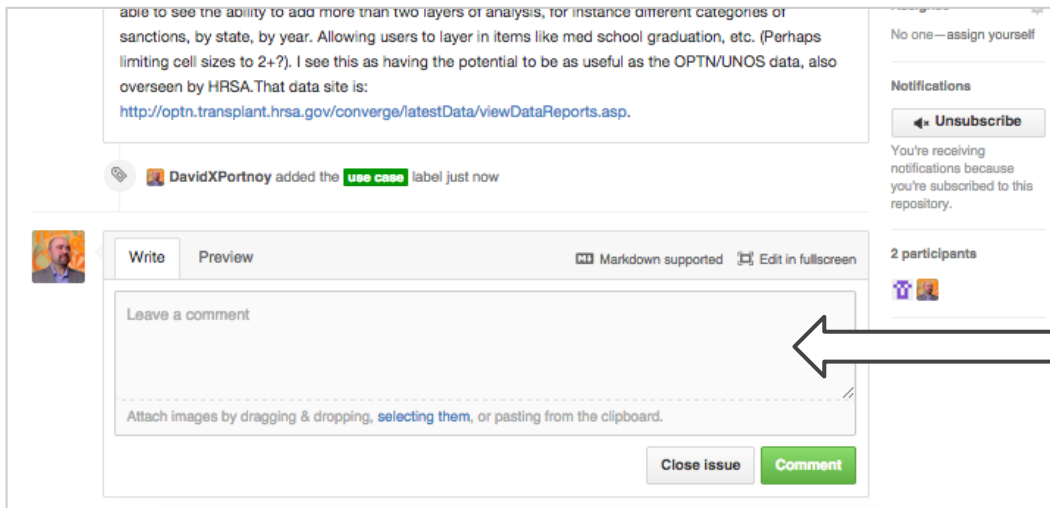 able to see the ability to add more than two layers of analysis, for instance different categories of
sanctions, by state, by year. Allowing users to layer in items like med school graduation, etc. (Perhaps
limiting cell sizes to 2+?). I see this as having the potential to be as useful as the OPTN/UNOS data, also
overseen by HRSA.That data site is:
http://optn.transplant.hrsa.gov/converge/latestData/viewDataReports.asp.
DavidXPortnoy added the use case label just now
Write Preview Markdown supported Edit in fullscreen
Leave a comment
Attach images by dragging & dropping, selecting them, or pasting from the clipboard.
Close issue Comment
No one—assign yourself
Notifications
Unsubscribe
You're receiving
notifications because
you're subscribed to this
repository.
2 participants